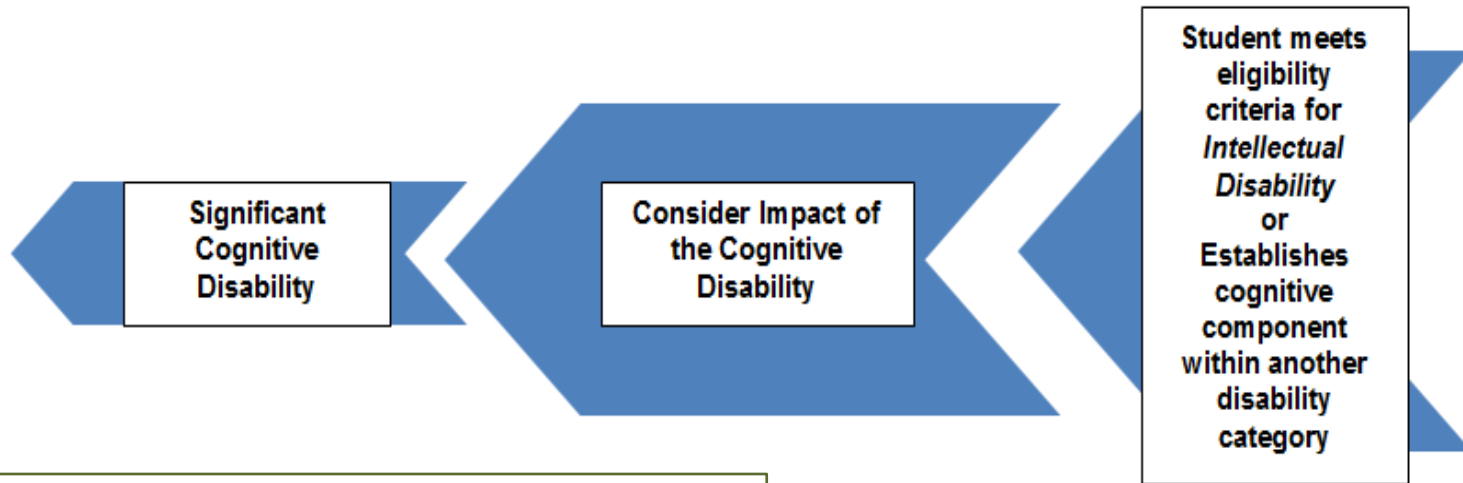 Significant
Cognitive
Disability
Consider Impact of
the Cognitive
Disability
Student meets
eligibility
criteria for
Intellectual
Disability
or
Establishes
cognitive
component
within another
disability
category